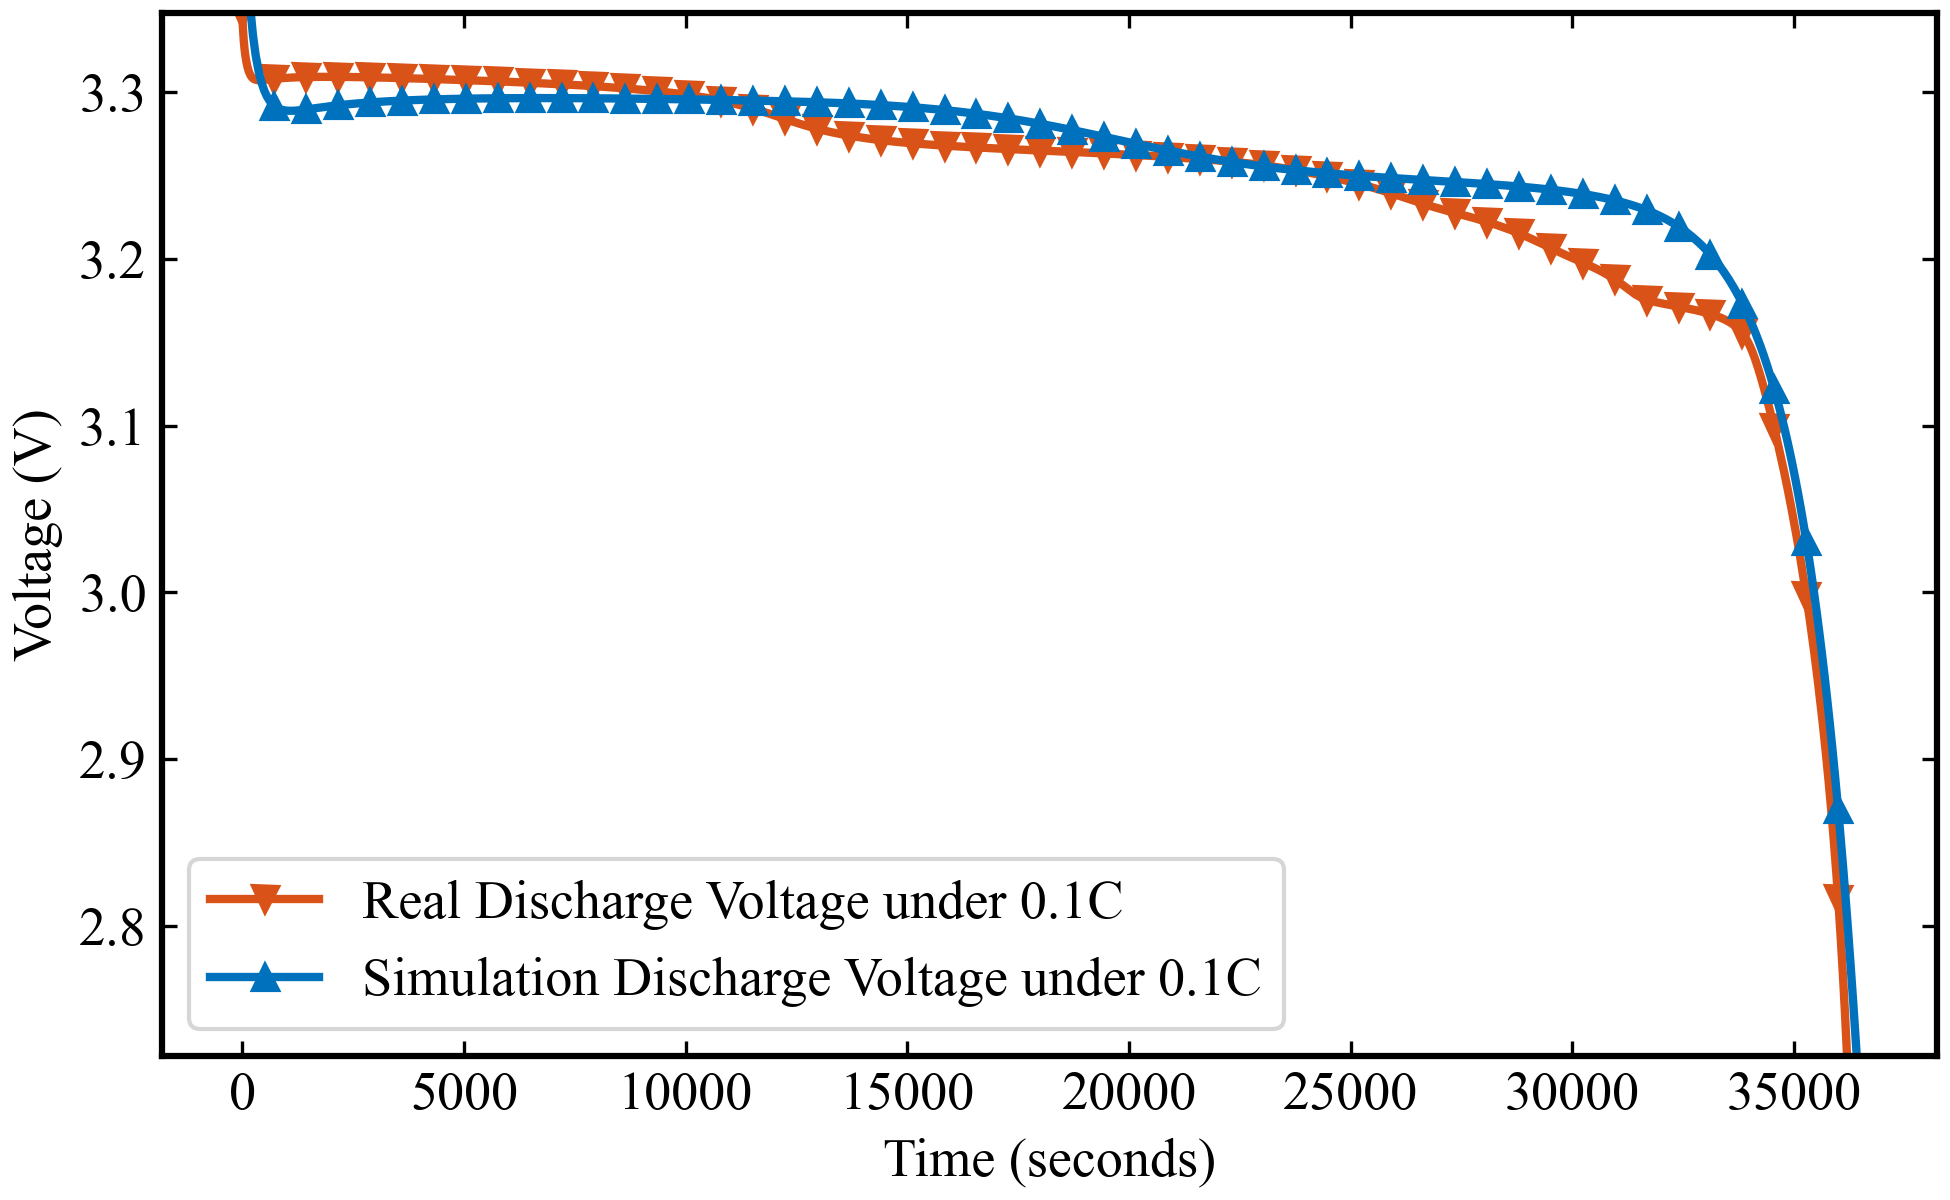 3.3
3.2
3.1
3.0
2.9
2.8
Voltage (V)
Real Discharge Voltage under 0.1C
Simulation Discharge Voltage under 0.1C
0 5000 10000 15000 20000 25000 30000 35000
Time (seconds)